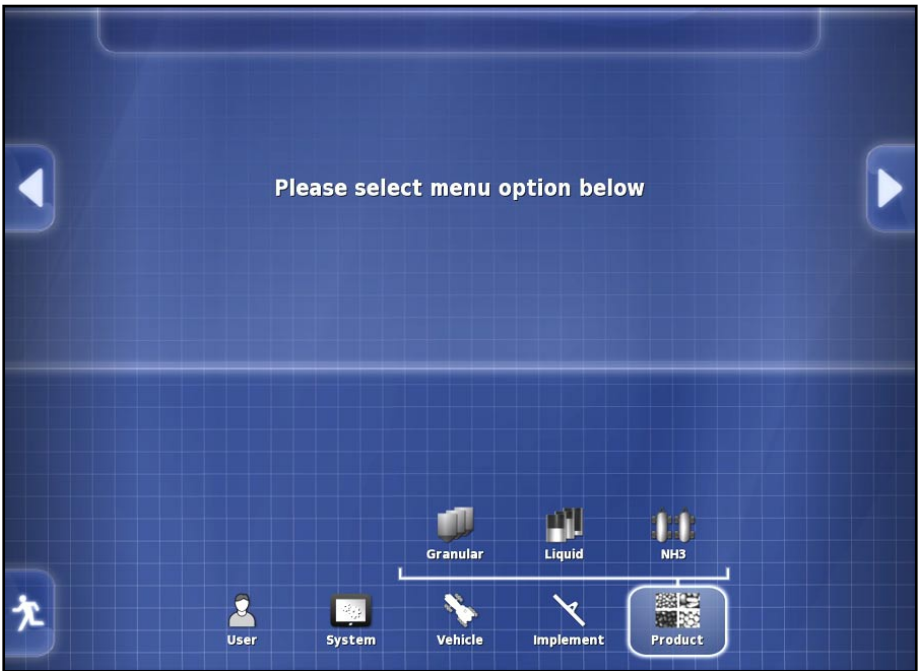 Please select menu option below
Granular Liquid NH3
User System Vehicle Implement Product